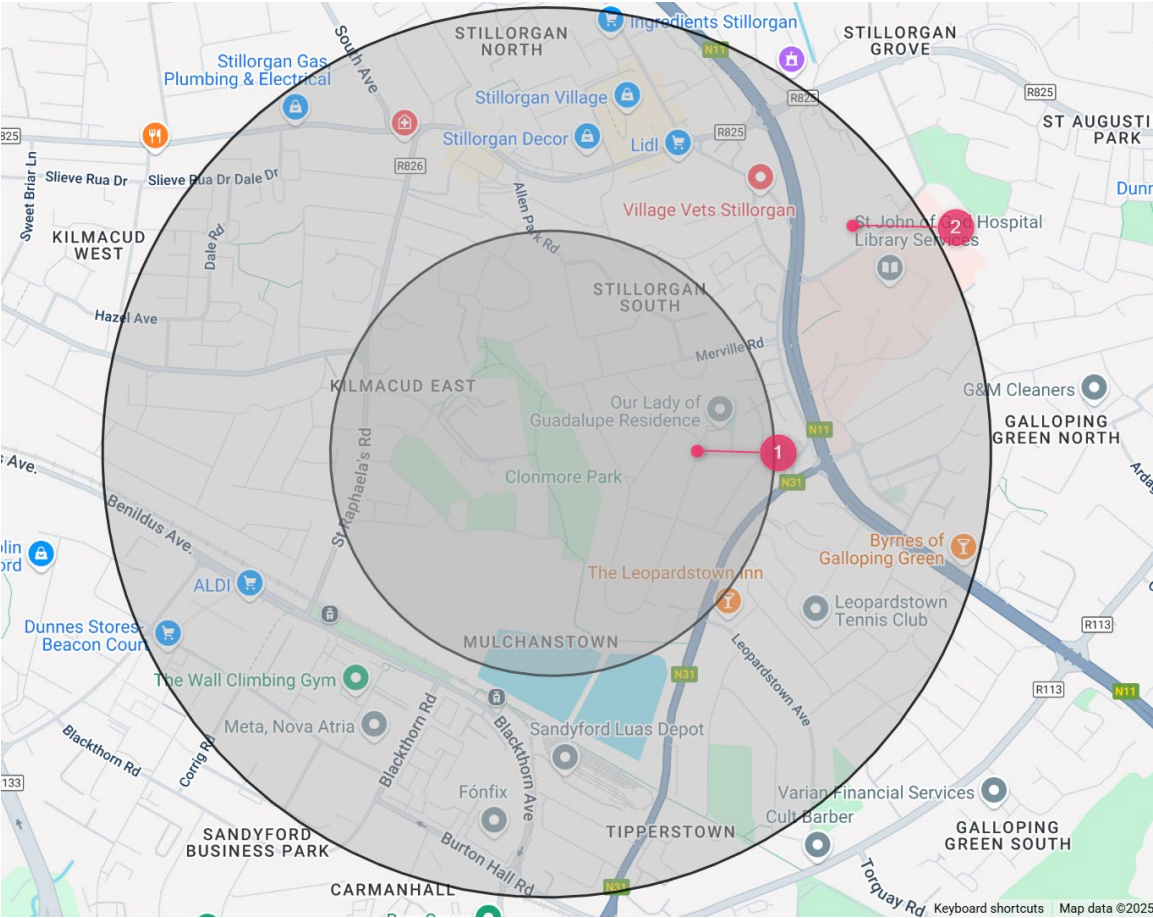 Ingredients Stillorgan
STILLORGAN
NORTH
STILLORGAN
GROVE
South Ave
N11
Stillorgan Gas,
Plumbing & Electrical
Stillorgan Village
R825
R825
ST AUGUSTI
PARK
825
Stillorgan Decor
Lidl
R825
R826
Slieve Rua Dr
Slieve Rua Dr
Dale Dr
Sweet Briar Ln
Allen Park Rd
Dunn
Village Vets Stillorgan
St John of God Hospital
Library Services
2
KILMACUD
WEST
Dale Rd
STILLORGAN
SOUTH
Hazel Ave
Merville Rd
KILMACUD EAST
G&M Cleaners
Our Lady of
Guadalupe Residence
GALLOPING
GREEN NORTH
N11
1
s Ave.
St Raphaela's Rd
Clonmore Park
N31
Benildus Ave.
Byrnes of
Galloping Green
lin
ord
ALDI
The Leopardstown Inn
Leopardstown
Tennis Club
Dunnes Stores-
Beacon Court
R113
MULCHANSTOWN
Leopardstown Ave
The Wall Climbing Gym
N31
R113
N11
Meta, Nova Atria
Blackthorn Rd
Blackthorn Ave
Sandyford Luas Depot
Blackthorn Rd
Corrig Rd
133
Fónfix
Varian Financial Services
Cult Barber
SANDYFORD
BUSINESS PARK
TIPPERSTOWN
GALLOPING
GREEN SOUTH
Burton Hall Rd
CARMANHALL
N31
Torquay Rd
Keyboard shortcuts
Map data ©2025